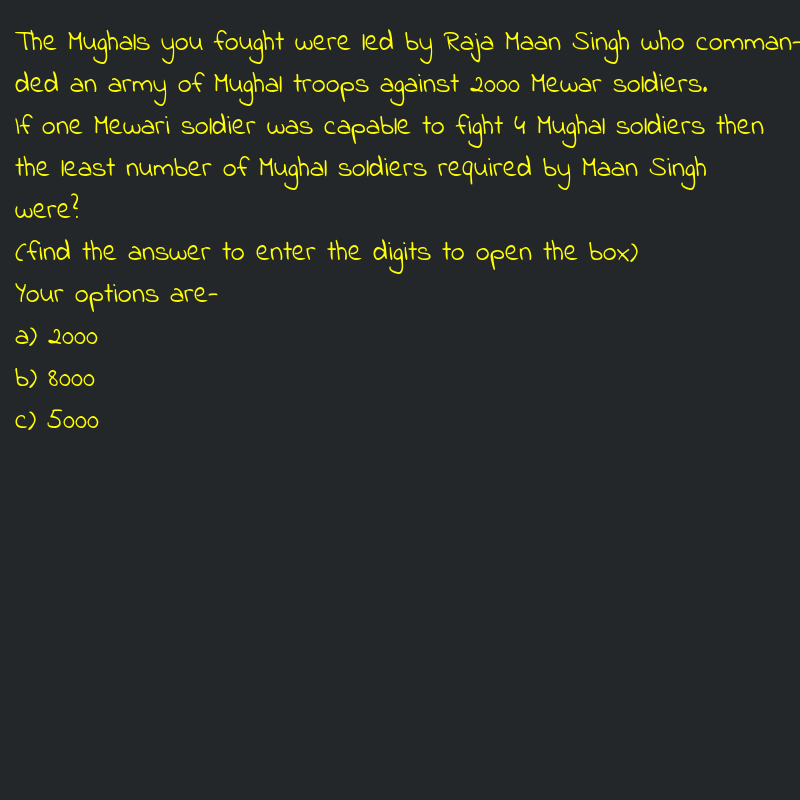 The Mughals you fought were led by Raja Maan Singh who comman-
ded an army of Mughal troops against 2000 Mewar soldiers.
If one Mewari soldier was capable to fight 4 Mughal soldiers then
the least number of Mughal soldiers required by Maan Singh
were?
(find the answer to enter the digits to open the box)
Your options are-
a) 2000
b) 8000
c) 5000